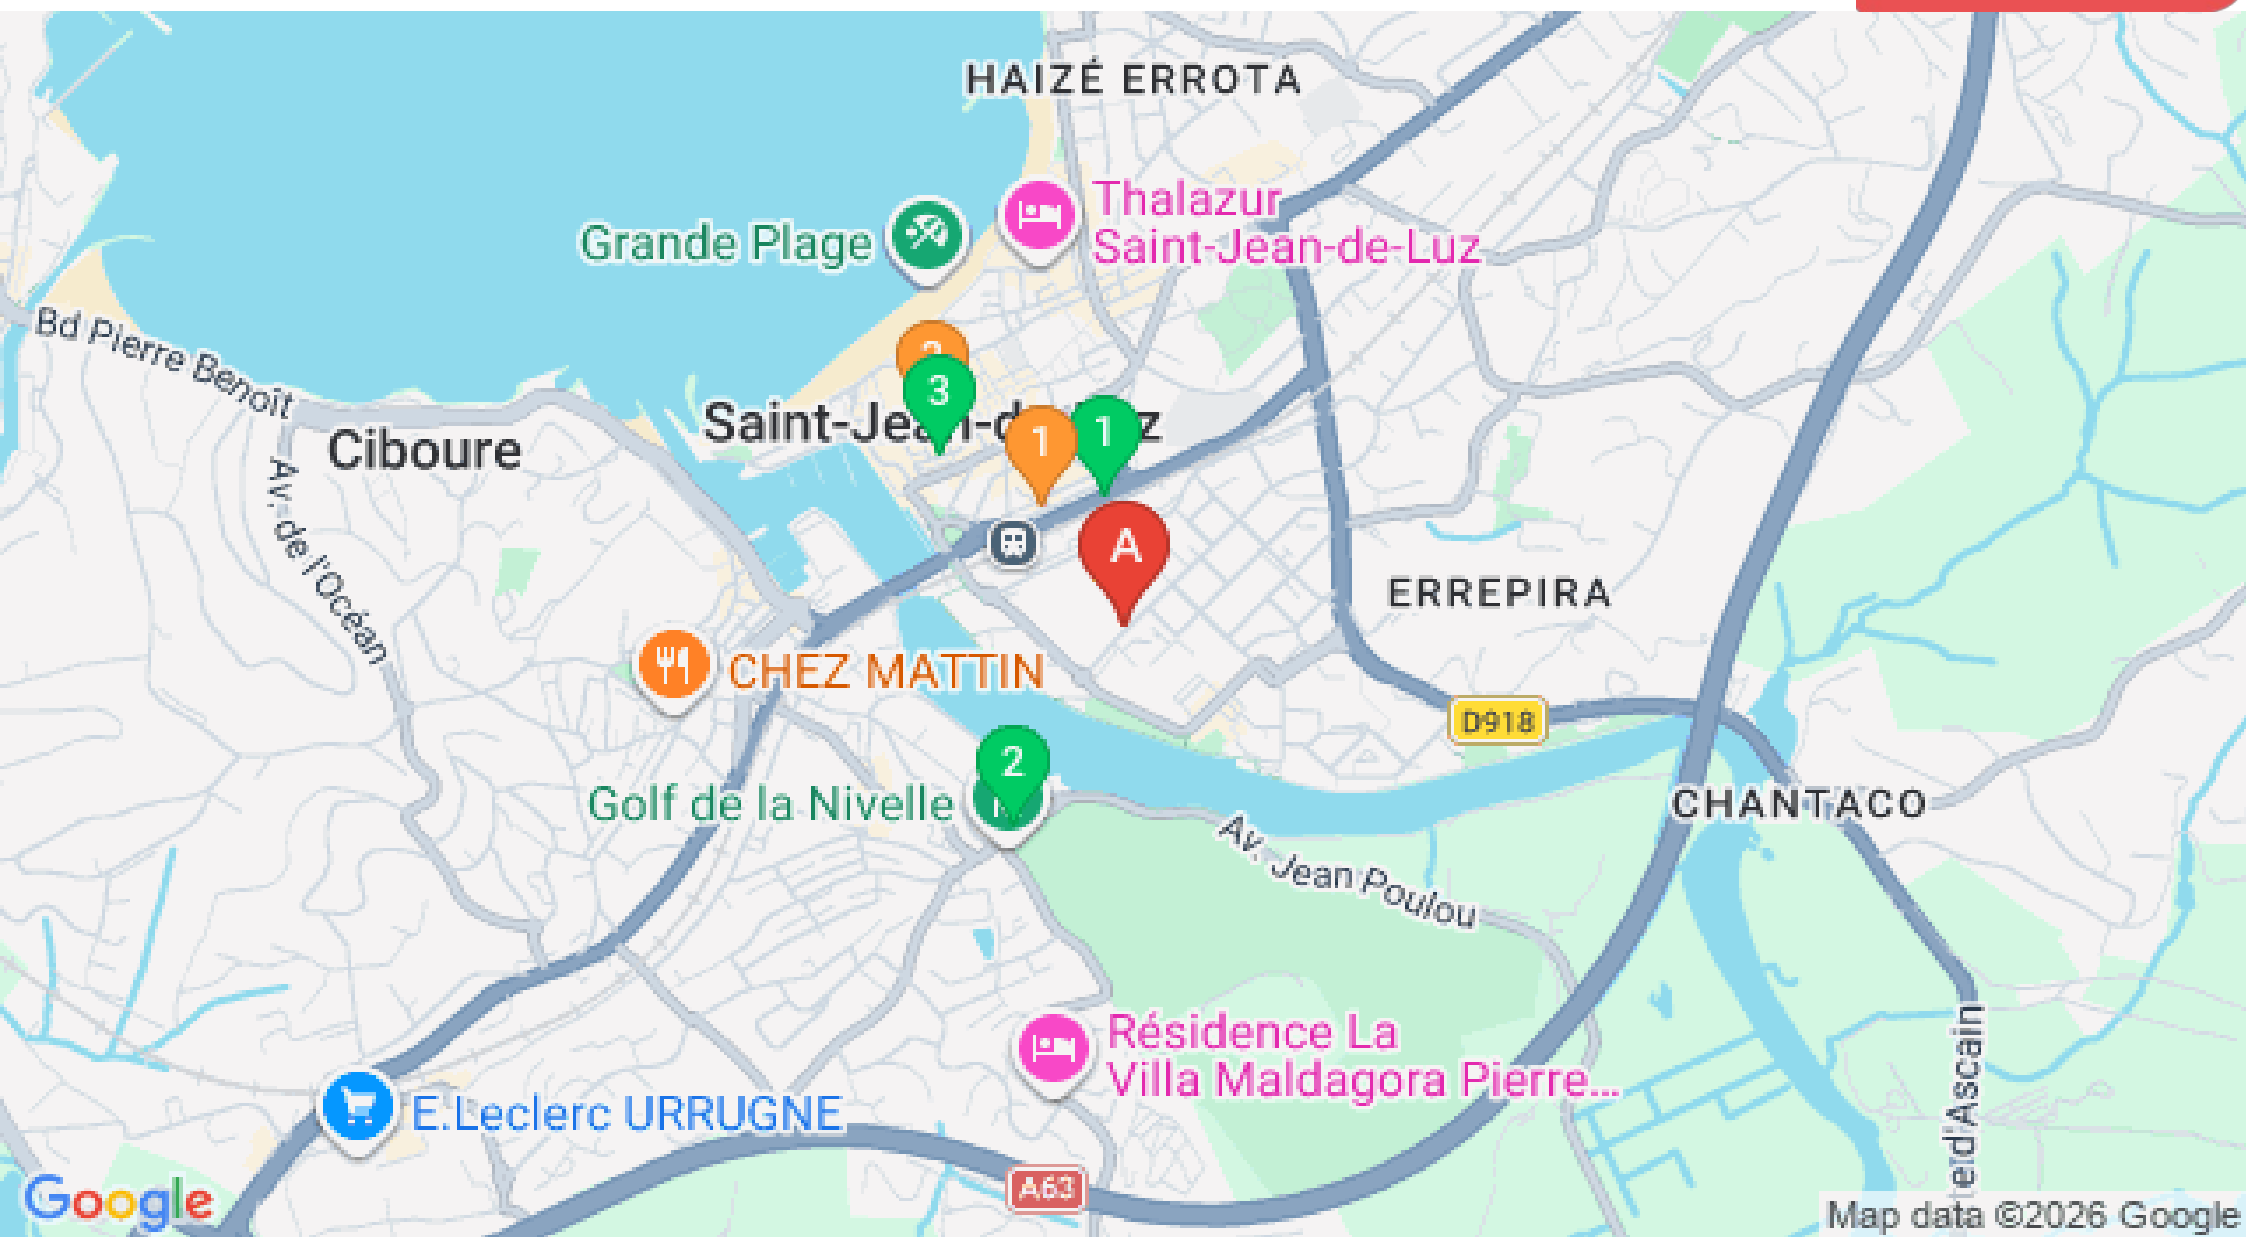 HAIZÉ ERROTA
Thalazur
Saint-Jean-de-Luz
Grande Plage
Bd Pierre Benoît
3
1
1
Ciboure
Av. de l'Océan
A
ERREPIRA
CHEZ MATTIN
D918
2
Golf de la Nivelle
CHANTACO
Av. Jean Poulou
Résidence La
Villa Maldagora Pierre...
E.Leclerc URRUGNE
A63
d'Ascain
Google
Map data ©2026 Google